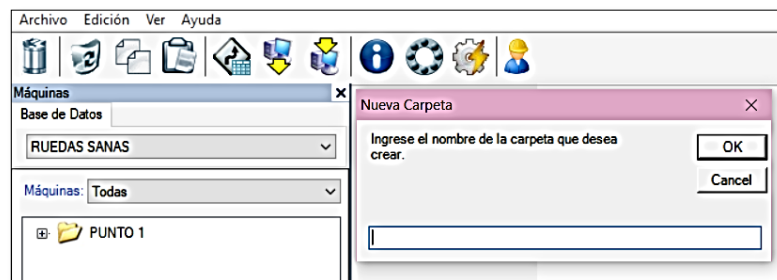 Archivo Edición Ver Ayuda
Máquinas
Base de Datos
RUEDAS SANAS
Máquinas: Todas
PUNTO 1
Nueva Carpeta
Ingrese el nombre de la carpeta que desea
crear.
OK
Cancel